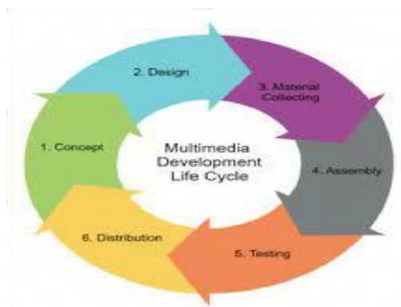 2. Design
3. Material
Collecting
Multimedia
Development
Life Cycle
1. Concept
4. Assembly
6. Distribution
5. Testing